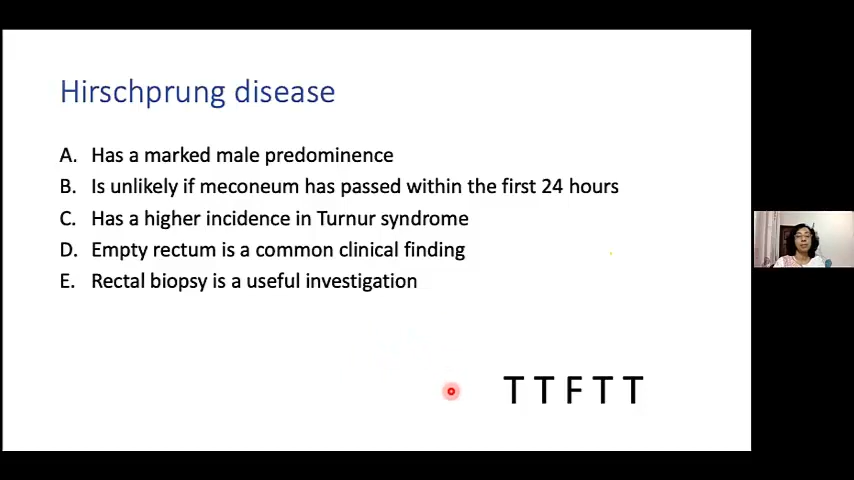 Hirschprung disease
A. Has a marked male predominence
B. Is unlikely if meconeum has passed within the first 24 hours
C. Has a higher incidence in Turnur syndrome
D. Empty rectum is a common clinical finding
E. Rectal biopsy is a useful investigation
T T F T T